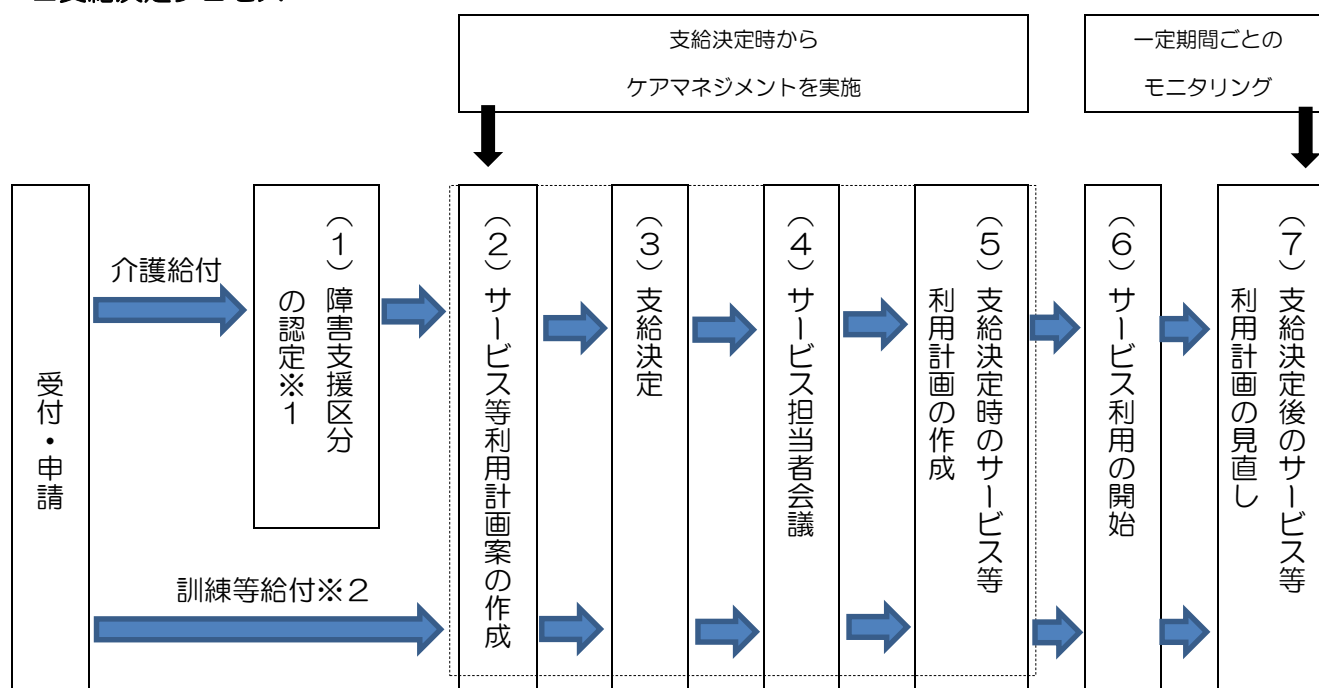 支給決定時から
ケアマネジメントを実施
一定期間ごとの
モニタリング
受付・申請
介護給付
訓練等給付※2
(1)障害支援区分
の認定※1
(2)サービス等利用計画案の作成
(3)支給決定
(4)サービス担当者会議
(5)支給決定時のサービス等
利用計画の作成
(6)サービス利用の開始
(7)支給決定後のサービス等
利用計画の見直し